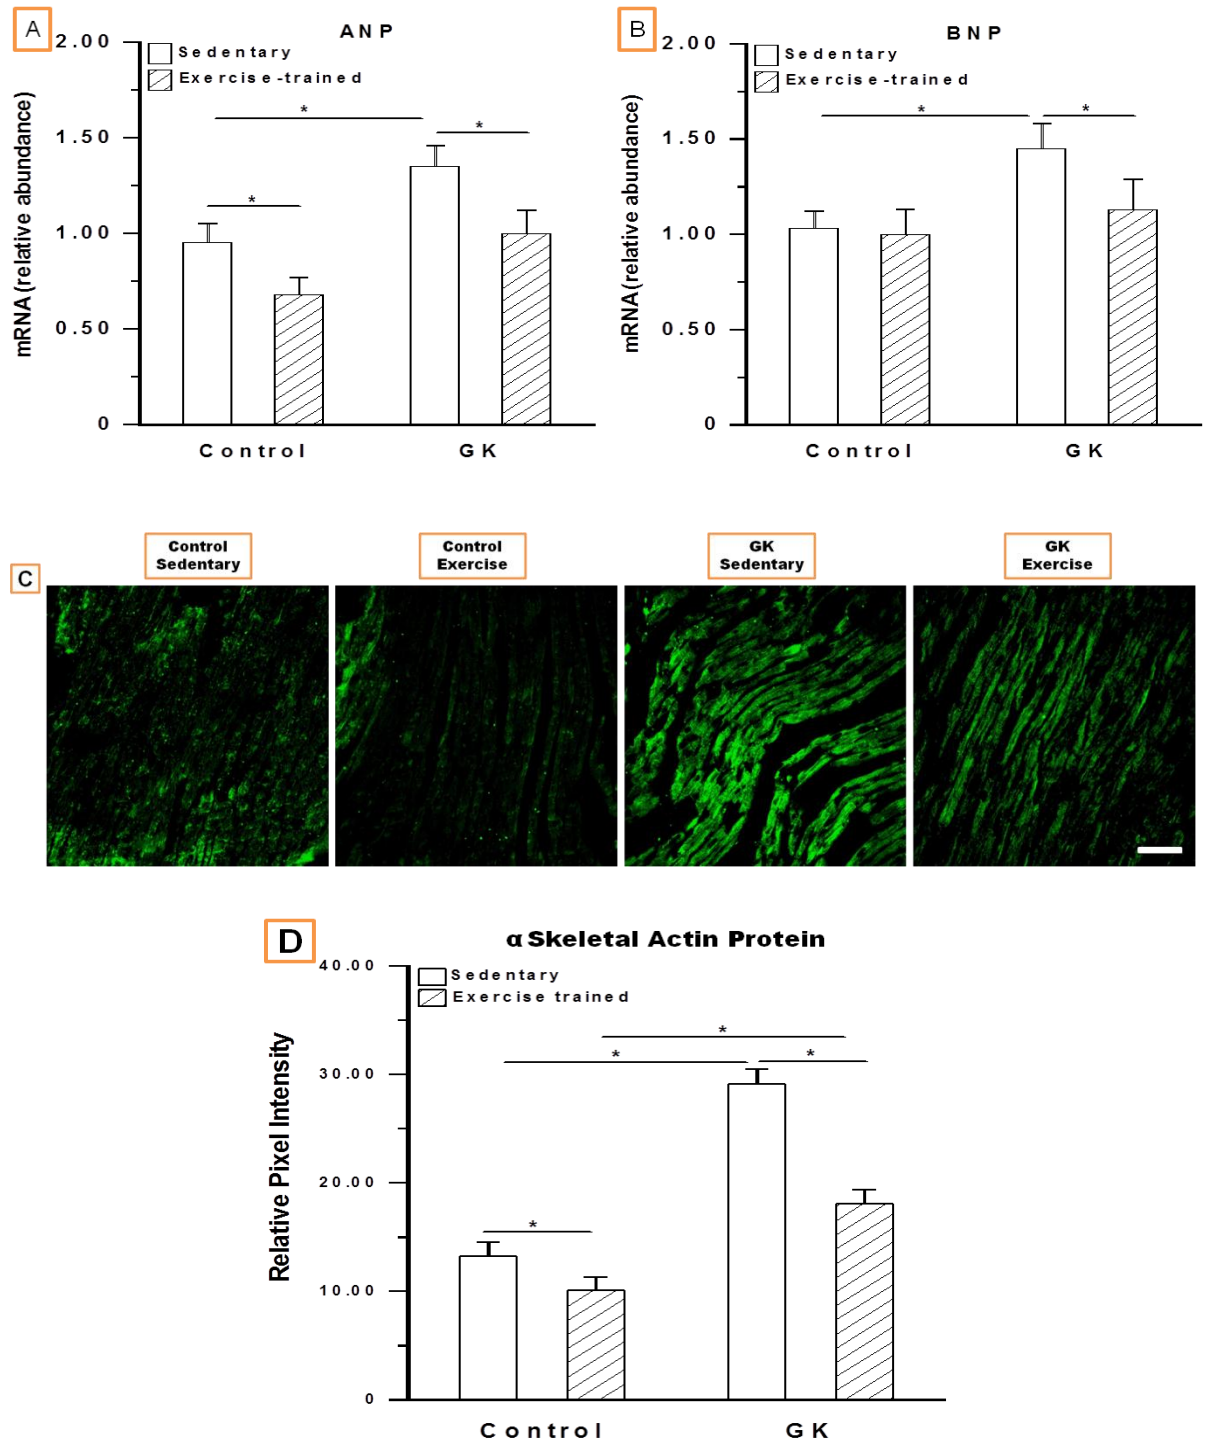 A
ANP
2.00
Sedentary
Exercise-trained
*
*
1.50
*
1.00
0.50
0
mRNA (relative abundance)
Control GK
B
BNP
2.00
Sedentary
Exercise-trained
*
*
1.50
1.00
0.50
0
mRNA (relative abundance)
Control GK
C
Control
Sedentary
Control
Exercise
GK
Sedentary
GK
Exercise
D
α Skeletal Actin Protein
40.00
Sedentary
Exercise trained
*
*
*
30.00
20.00
*
10.00
0
Relative Pixel Intensity
Control GK